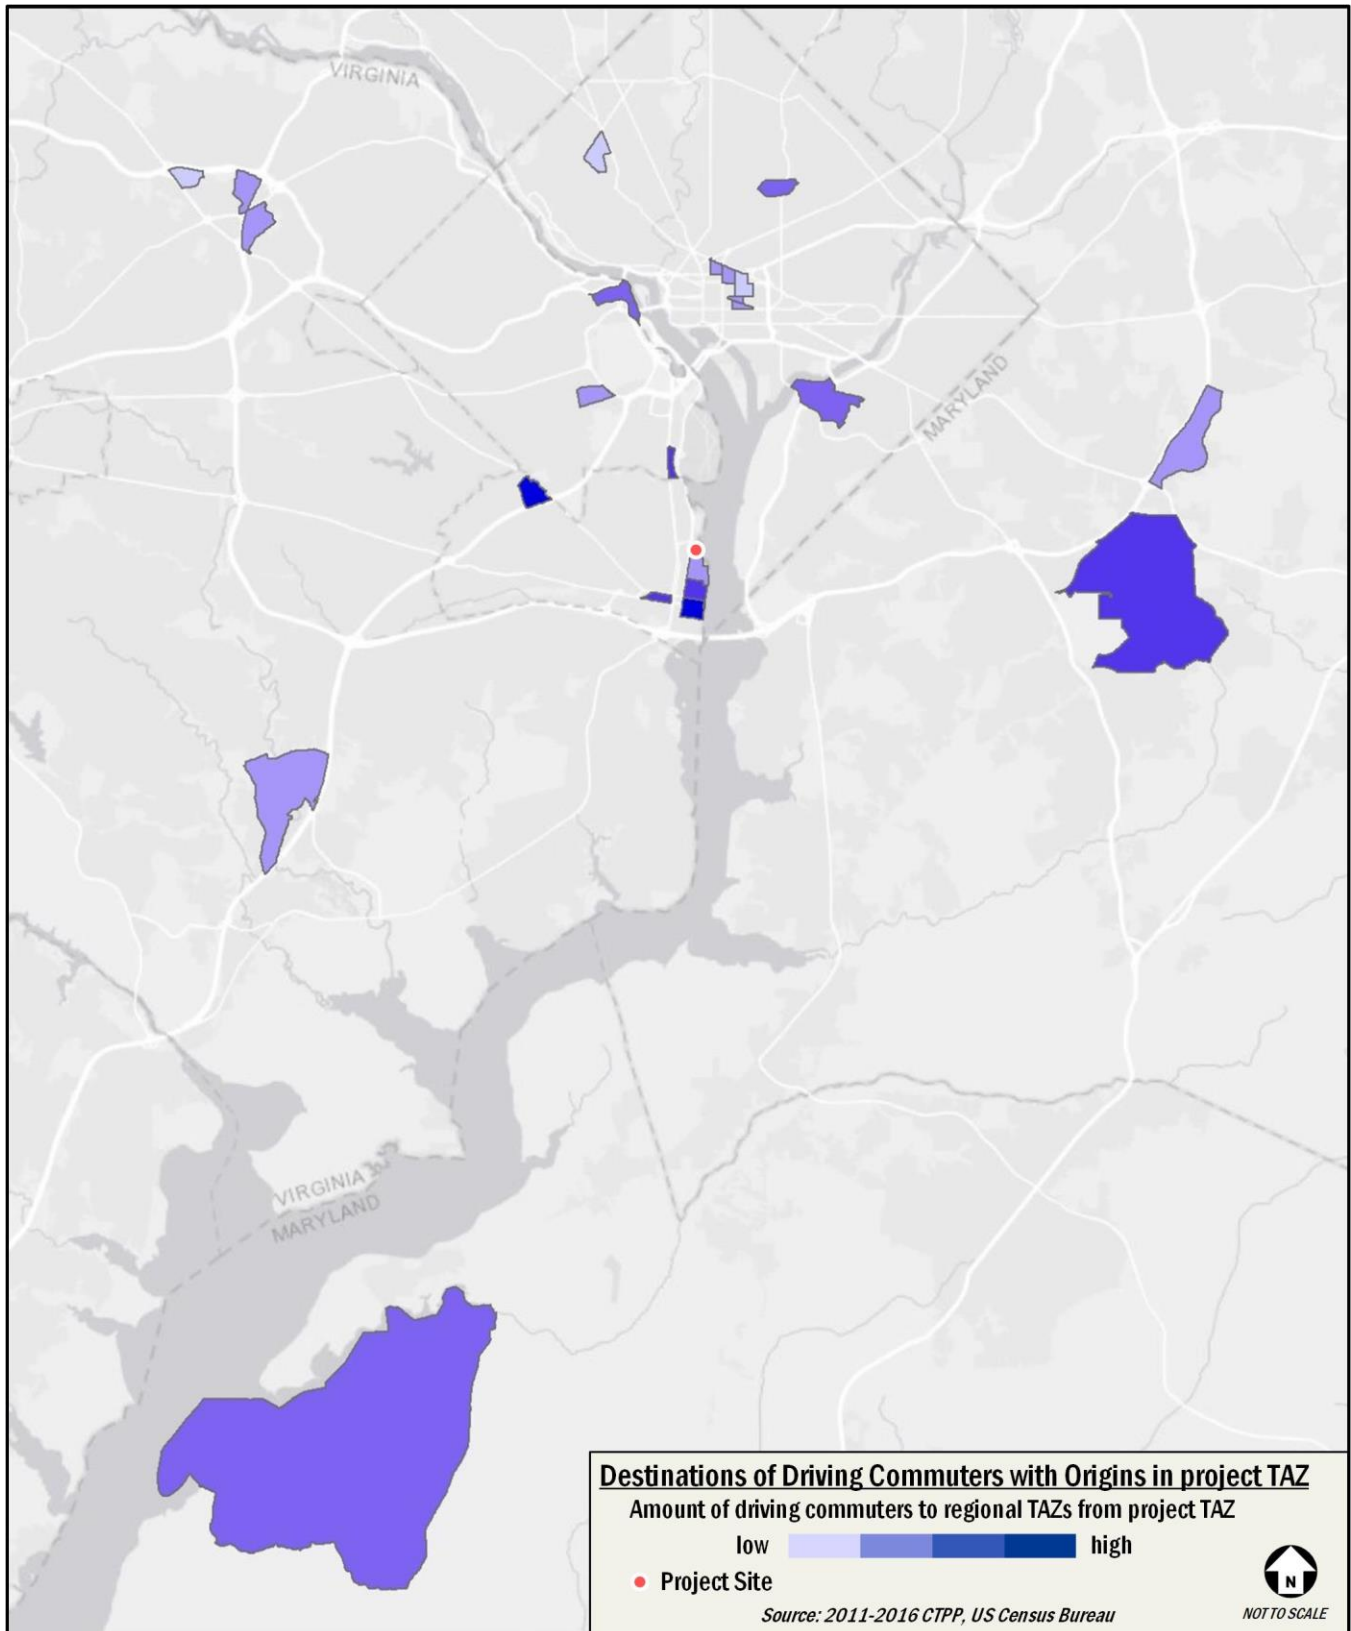 VIRGINIA
MARYLAND
VIRGINIA
MARYLAND
Destinations of Driving Commuters with Origins in project TAZ
Amount of driving commuters to regional TAZs from project TAZ
low high
Project Site
N
Source: 2011-2016 CTPP, US Census Bureau
NOT TO SCALE